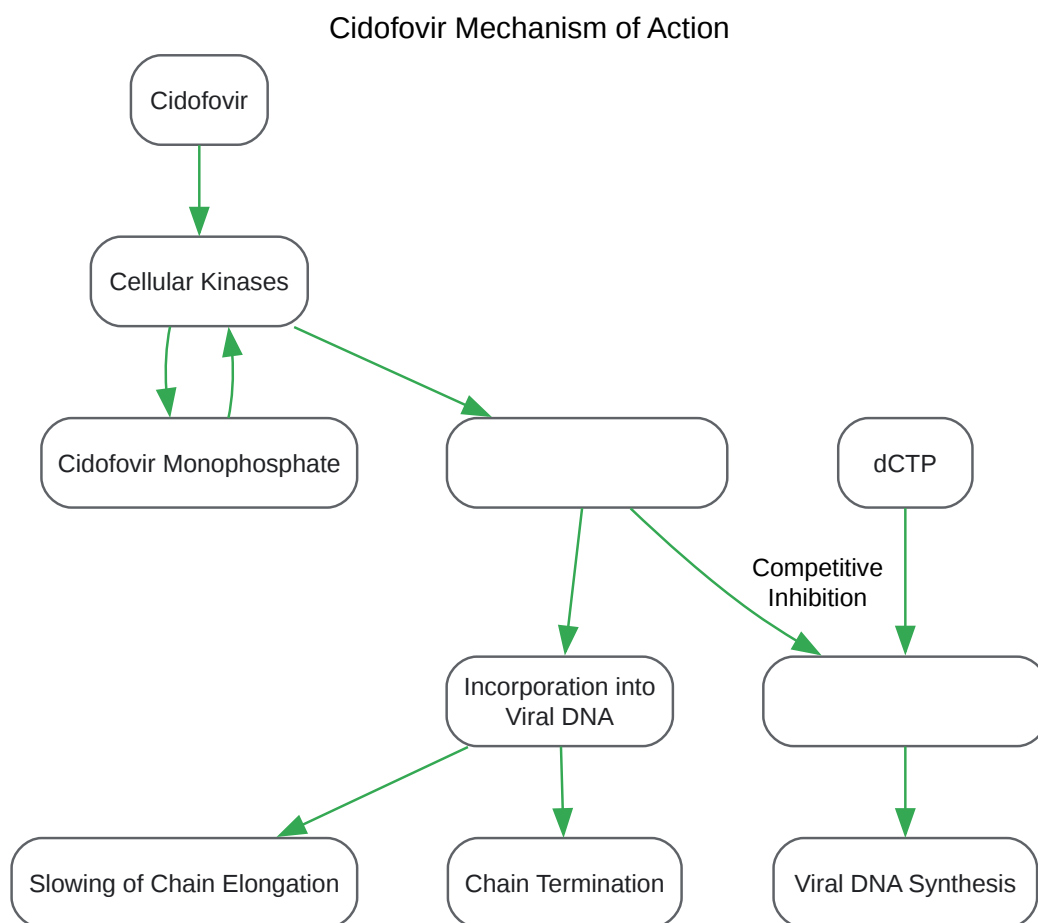 Cidofovir Mechanism of Action
Cidofovir
Cellular Kinases
Cidofovir Monophosphate
dCTP
Competitive
Inhibition
Incorporation into
Viral DNA
Slowing of Chain Elongation
Chain Termination
Viral DNA Synthesis